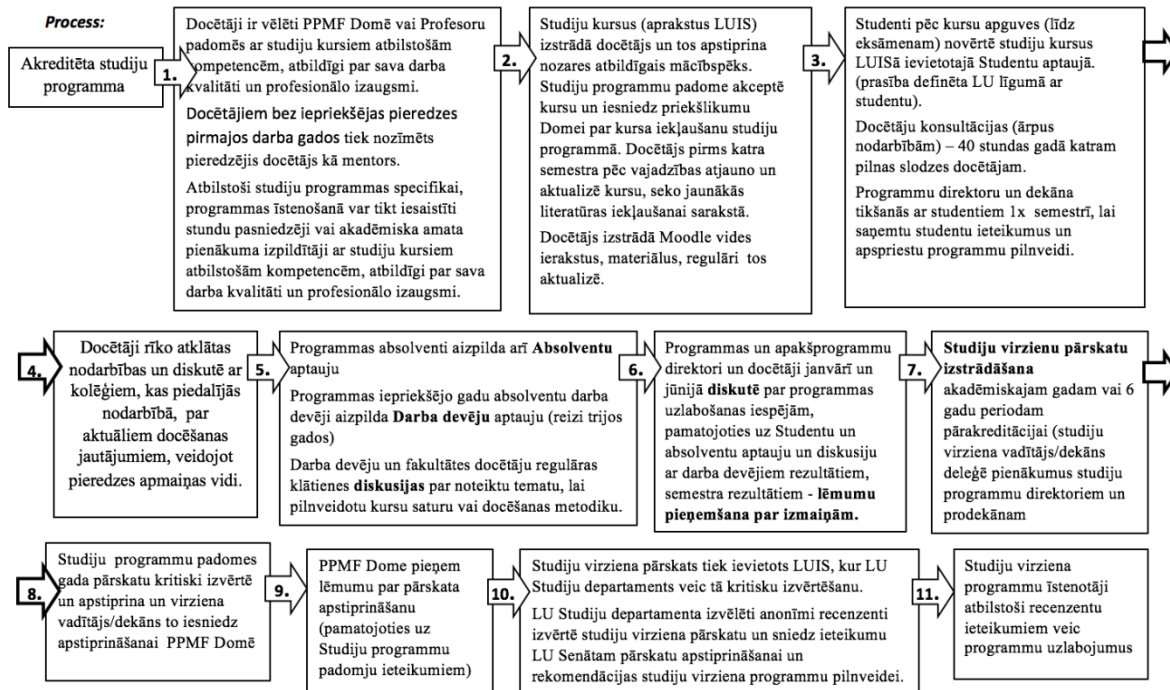 Process:
Akreditēta studiju
programma
1.
Docētāji ir vēlēti PPMF Domē vai Profesoru
padomēs ar studiju kursiem atbilstošām
kompetencēm, atbildīgi par sava darba
kvalitāti un profesionālo izaugsmi.
Docētājiem bez iepriekšējas pieredzes
pirmajos darba gados tiek nozīmēts
pieredzējis docētājs kā mentors.
Atbilstoši studiju programmas specifikai,
programmas īstenošanā var tikt iesaistīti
stundu pasniedzēji vai akadēmiska amata
pienākuma izpildītāji ar studiju kursiem
atbilstošām kompetencēm, atbildīgi par sava
darba kvalitāti un profesionālo izaugsmi.
2.
Studiju kursus (aprakstus LUIS)
izstrādā docētājs un tos apstiprina
nozares atbildīgais mācībspēks.
Studiju programmu padome akceptē
kursu un iesniedz priekšlikumu
Domei par kursa iekļaušanu studiju
programmā. Docētājs pirms katra
semestra pēc vajadzības atjauno un
aktualizē kursu, seko jaunākās
literatūras iekļaušanai sarakstā.
Docētājs izstrādā Moodle vides
ierakstus, materiālus, regulāri tos
aktualizē.
3.
Studenti pēc kursu apguves (līdz
eksāmenam) novērtē studiju kursus
LUISā ievietotajā Studentu aptaujā.
(prasība definēta LU līgumā ar
studentu).
Docētāju konsultācijas (ārpus
nodarbībām) – 40 stundas gadā katram
pilnas slodzes docētājam.
Programmu direktoru un dekāna
tikšanās ar studentiem 1x semestrī, lai
saņemtu studentu ieteikumus un
apspriestu programmu pilnveidi.
4.
Docētāji rīko atklātas
nodarbības un diskutē ar
kolēģiem, kas piedalījās
nodarbībā, par
aktuāliem docēšanas
jautājumiem, veidojot
pieredzes apmaiņas vidi.
5.
Programmas absolventi aizpilda arī Absolventu
aptauju
Programmas iepriekšējo gadu absolventu darba
devēji aizpilda Darba devēju aptauju (reizi trijos
gados)
Darba devēju un fakultātes docētāju regulāras
klātienes diskusijas par noteiktu tematu, lai
pilnveidotu kursu saturu vai docēšanas metodiku.
6.
Programmas un apakšprogrammu
direktori un docētāji janvārī un
jūnijā diskutē par programmas
uzlabošanas iespējām,
pamatojoties uz Studentu un
absolventu aptauju un diskusiju
ar darba devējiem rezultātiem,
semestra rezultātiem - lēmumu
pieņemšana par izmaiņām.
7.
Studiju virzienu pārskatu
izstrādāšana
akadēmiskajam gadam vai 6
gadu periodam
pārakreditācijai (studiju
virziena vadītājs/dekāns
deleģē pienākumus studiju
programmu direktoriem un
prodekānam
8.
Studiju programmu padomes
gada pārskatu kritiski izvērtē
un apstiprina un virziena
vadītājs/dekāns to iesniedz
apstiprināšanai PPMF Domē
9.
PPMF Dome pieņem
lēmumu par pārskata
apstiprināšanu
(pamatojoties uz
Studiju programmu
padomju ieteikumiem)
10.
Studiju virziena pārskats tiek ievietots LUIS, kur LU
Studiju departaments veic tā kritisku izvērtēšanu.
LU Studiju departamenta izvēlēti anonīmi recenzenti
izvērtē studiju virziena pārskatu un sniedz ieteikumu
LU Senātam pārskatu apstiprināšanai un
rekomendācijas studiju virziena programmu pilnveidei.
11.
Studiju virziena
programmu īstenotāji
atbilstoši recenzentu
ieteikumiem veic
programmu uzlabojumus